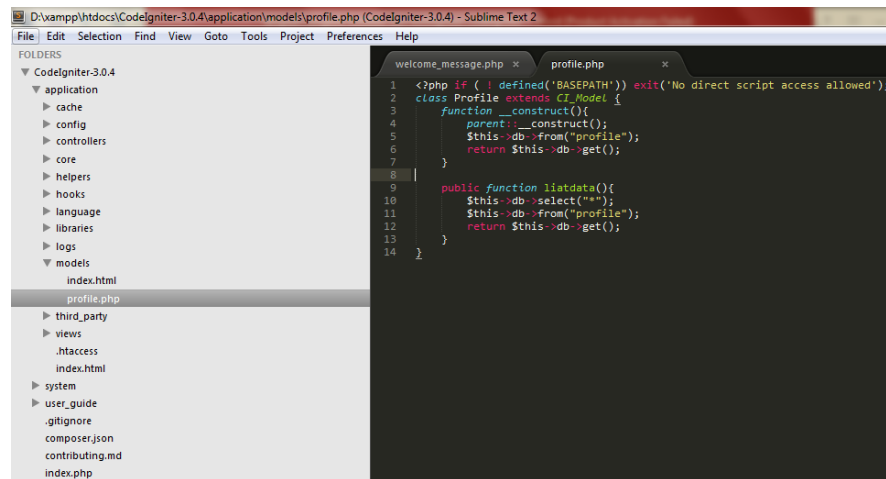 D:\xampp\htdocs\CodeIgniter-3.0.4\application\models\profile.php (CodeIgniter-3.0.4) - Sublime Text 2
File Edit Selection Find View Goto Tools Project Preferences Help
FOLDERS
CodeIgniter-3.0.4
application
cache
config
controllers
core
helpers
hooks
language
libraries
logs
models
index.html
profile.php
third_party
views
.htaccess
index.html
system
user_guide
.gitignore
composer.json
contributing.md
index.php
welcome_message.php × profile.php ×
1 <?php if ( ! defined('BASEPATH')) exit('No direct script access allowed');
2 class Profile extends CI_Model {
3 function __construct(){
4 parent::__construct();
5 $this->db->from("profile");
6 return $this->db->get();
7 }
8
9 public function liatdata(){
10 $this->db->select("*");
11 $this->db->from("profile");
12 return $this->db->get();
13 }
14 }